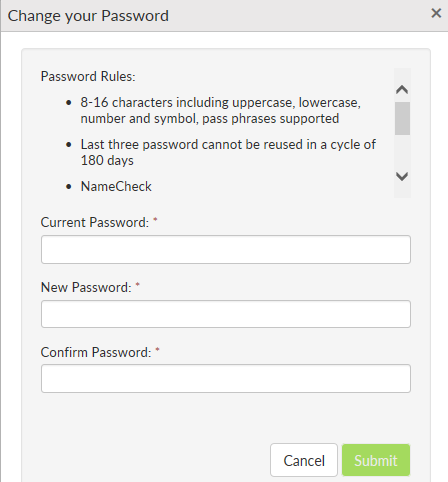 Change your Password ×
Password Rules:
• 8-16 characters including uppercase, lowercase,
number and symbol, pass phrases supported
• Last three password cannot be reused in a cycle of
180 days
• NameCheck
Current Password: *
New Password: *
Confirm Password: *
Cancel Submit